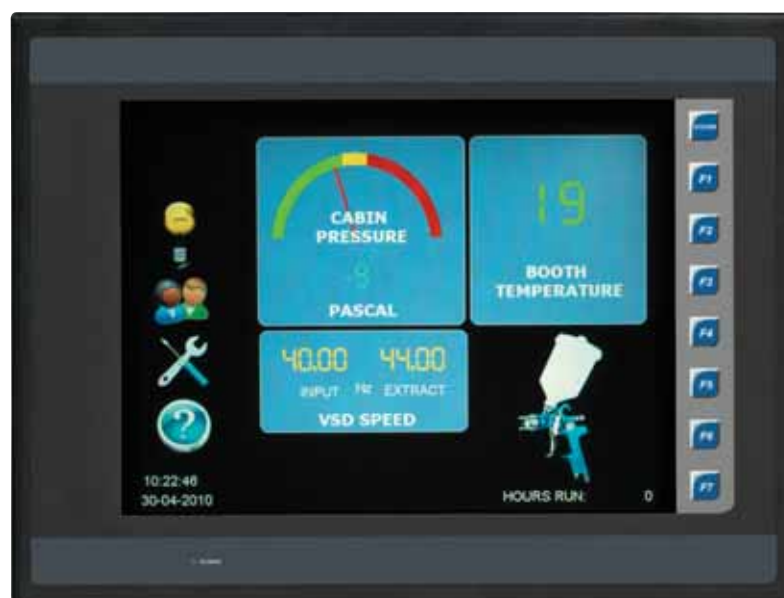 CABIN
PRESSURE
-9
PASCAL
19
BOOTH
TEMPERATURE
40.00 44.00
INPUT Hz EXTRACT
VSD SPEED
10:22:46
30-04-2010
HOURS RUN: 0
F1
F2
F3
F4
F5
F6
F7